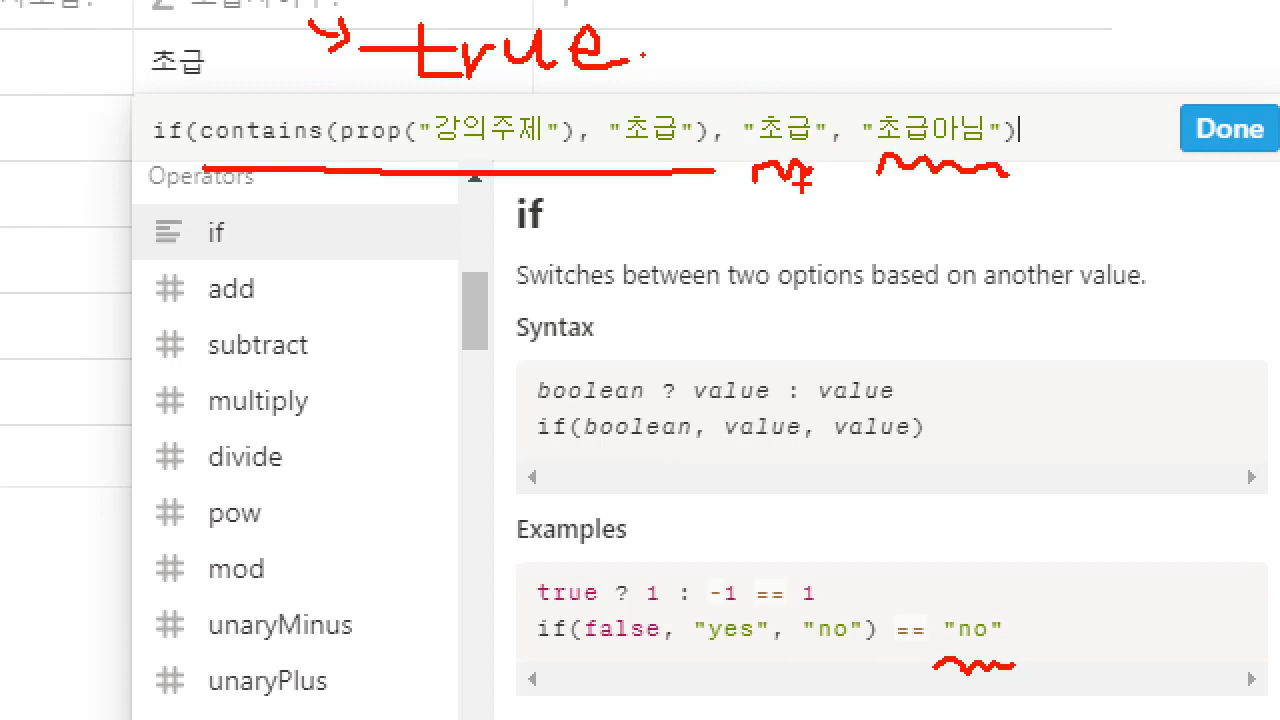 true.
초급
if(contains(prop("강의주제"), "초급"), "초급", "초급아님")
Done
Operators
if
add
subtract
multiply
divide
pow
mod
unaryMinus
unaryPlus
if
Switches between two options based on another value.
Syntax
boolean ? value : value
if(boolean, value, value)
Examples
true ? 1 : -1 == 1
if(false, "yes", "no") == "no"